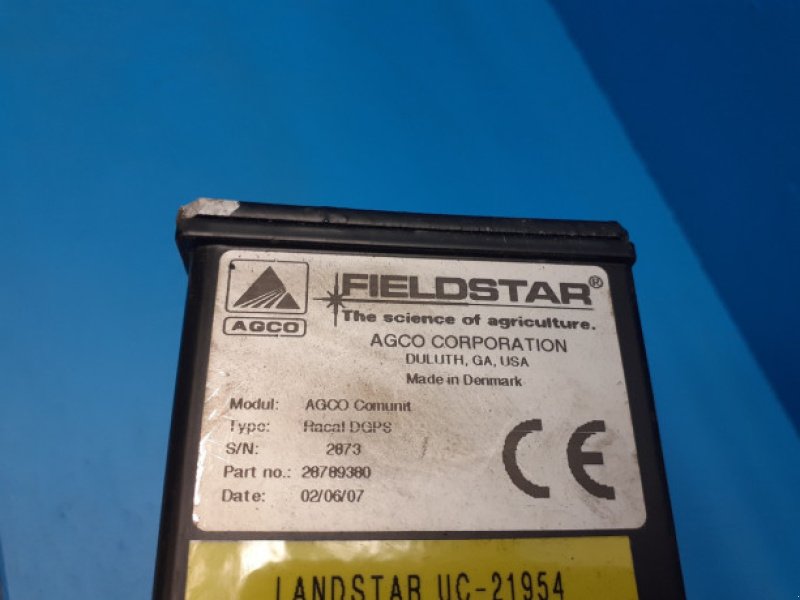 FIELDSTAR®
The science of agriculture.
AGCO
AGCO CORPORATION
DULUTH, GA, USA
Made in Denmark
Modul: AGCO Comunit
Type: Racal DGPS
S/N: 2873
Part no.: 28789380
Date: 02/06/07
CE
LANDSTAR UC-21954